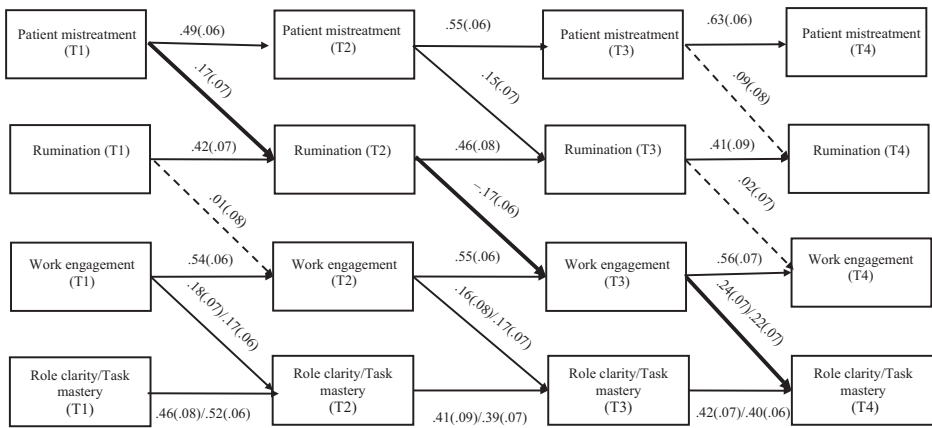 Patient mistreatment
(T1)
.49(.06)
Patient mistreatment
(T2)
.55(.06)
Patient mistreatment
(T3)
.63(.06)
Patient mistreatment
(T4)
.17(.07)
.15(.07)
.09(.08)
Rumination (T1)
.42(.07)
Rumination (T2)
.46(.08)
Rumination (T3)
.41(.09)
Rumination (T4)
.01(.08)
−.17(.06)
.02(.07)
Work engagement
(T1)
.54(.06)
Work engagement
(T2)
.55(.06)
Work engagement
(T3)
.56(.07)
Work engagement
(T4)
.18(.07)/.17(.06)
.16(.08)/.17(.07)
.24(.07)/.22(.07)
Role clarity/Task
mastery
(T1)
.46(.08)/.52(.06)
Role clarity/Task
mastery
(T2)
.41(.09)/.39(.07)
Role clarity/Task
mastery
(T3)
.42(.07)/.40(.06)
Role clarity/Task
mastery
(T4)